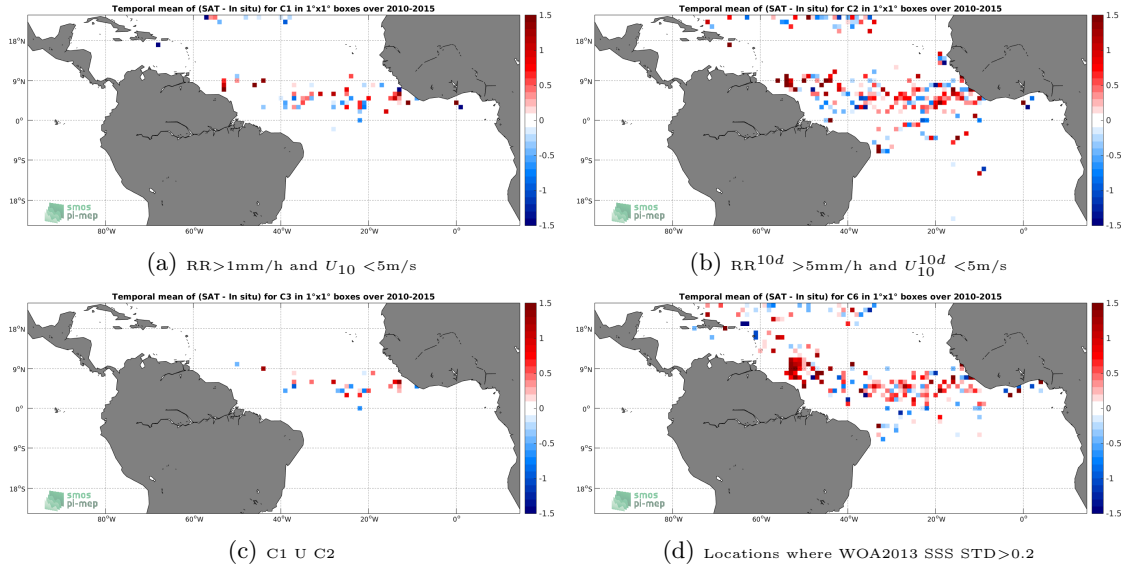 Temporal mean of (SAT - In situ) for C1 in 1°x1° boxes over 2010-2015
18°N
9°N
0°
9°S
18°S
80°W 60°W 40°W 20°W 0°
1.5
1
0.5
0
-0.5
-1
-1.5
smos
pi-mep
(a) RR>1mm/h and U10 <5m/s
Temporal mean of (SAT - In situ) for C2 in 1°x1° boxes over 2010-2015
18°N
9°N
0°
9°S
18°S
80°W 60°W 40°W 20°W 0°
1.5
1
0.5
0
-0.5
-1
-1.5
smos
pi-mep
(b) RR10d >5mm/h and U10 10d <5m/s
Temporal mean of (SAT - In situ) for C3 in 1°x1° boxes over 2010-2015
18°N
9°N
0°
9°S
18°S
80°W 60°W 40°W 20°W 0°
1.5
1
0.5
0
-0.5
-1
-1.5
smos
pi-mep
(c) C1 U C2
Temporal mean of (SAT - In situ) for C6 in 1°x1° boxes over 2010-2015
18°N
9°N
0°
9°S
18°S
80°W 60°W 40°W 20°W 0°
1.5
1
0.5
0
-0.5
-1
-1.5
smos
pi-mep
(d) Locations where WOA2013 SSS STD>0.2